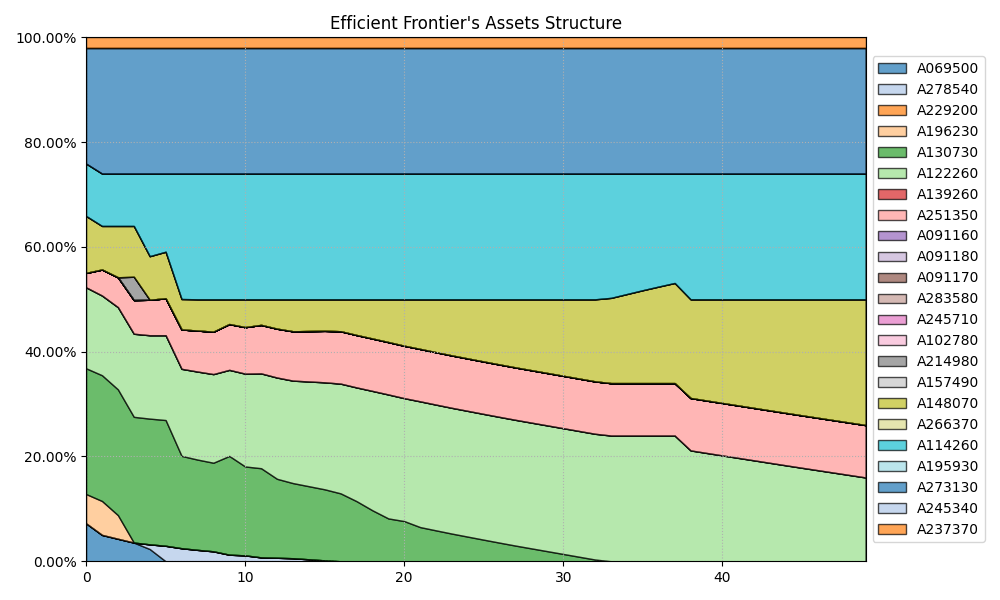 Efficient Frontier's Assets Structure
100.00%
80.00%
60.00%
40.00%
20.00%
0.00%
0
10
20
30
40
A069500
A278540
A229200
A196230
A130730
A122260
A139260
A251350
A091160
A091180
A091170
A283580
A245710
A102780
A214980
A157490
A148070
A266370
A114260
A195930
A273130
A245340
A237370